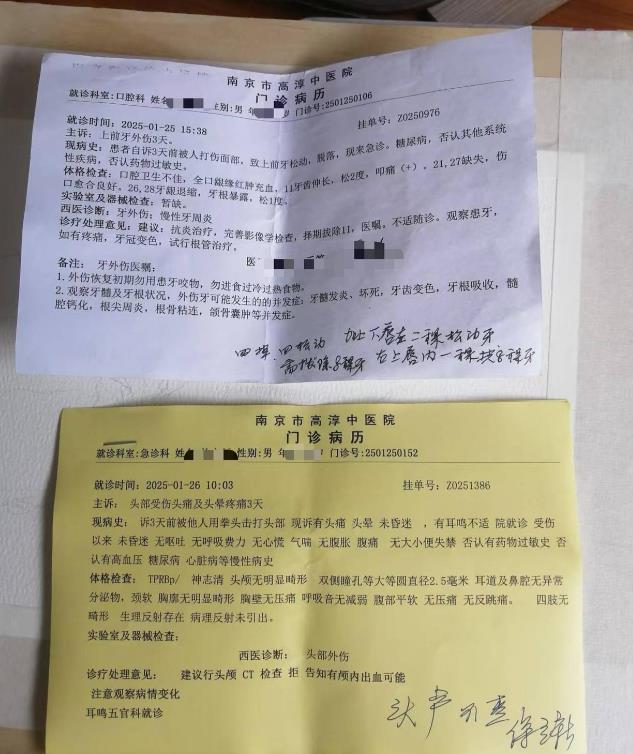 南京市高淳中医院
门诊病历
就诊科室:口腔科 姓名 性别:男 年 门诊号:2501250106
就诊时间:2025-01-25 15:38 挂单号: Z0250976
主诉: 上前牙外伤3天。
现病史: 患者自诉3天前被人打伤面部, 致上前牙松动, 脱落, 现来急诊。糖尿病, 否认其他系统
性疾病, 否认药物过敏史。
体格检查: 口腔卫生不佳, 全口龈缘红肿充血, 11牙齿伸长, 松2度, 叩痛 (+) 。21,27缺失, 伤
口愈合良好。26,28牙龈退缩, 牙根暴露, 松1度。
实验室及器械检查: 暂缺。
西医诊断: 牙外伤; 慢性牙周炎
诊疗处理意见: 建议: 抗炎治疗, 完善影像学检查, 择期拔除11, 医嘱。不适随诊。观察患牙,
如有疼痛, 牙冠变色, 试行根管治疗。
医
备注: 牙外伤医嘱:
1.外伤恢复初期勿用患牙咬物, 勿进食过冷过热食物。
2.观察牙髓及牙根状况, 外伤牙可能发生的的并发症: 牙髓发炎, 坏死, 牙齿变色, 牙根吸收, 髓
腔钙化, 根尖周炎, 根骨粘连, 颌骨囊肿等并发症。
四松动 下唇左二棵松动牙
右上唇内一棵共 棵牙
南京市高淳中医院
门诊病历
就诊科室:急诊科 姓 性别:男 年 门诊号:2501250152
就诊时间: 2025-01-26 10:03 挂单号: Z0251386
主诉: 头部受伤头痛及头晕疼痛3天
现病史: 诉3天前被他人用拳头击打头部 现诉有头痛 头晕 未昏迷 , 有耳鸣不适 院就诊 受伤
以来 未昏迷 无呕吐 无呼吸费力 无心慌 气喘 无腹胀 腹痛 无大小便失禁 否认有药物过敏史 否
认有高血压 糖尿病 心脏病等慢性病史
体格检查: TPRBp/ 神志清 头颅无明显畸形 双侧瞳孔等大等圆直径2.5毫米 耳道及鼻腔无异常
分泌物, 颈软 胸廓无明显畸形 胸壁无压痛 呼吸音无减弱 腹部平软 无压痛 无反跳痛。 四肢无
畸形 生理反射存在 病理反射未引出。
实验室及器械检查:
西医诊断: 头部外伤
诊疗处理意见: 建议行头颅 CT 检查 拒 告知有颅内出血可能
注意观察病情变化
耳鸣五官科就诊